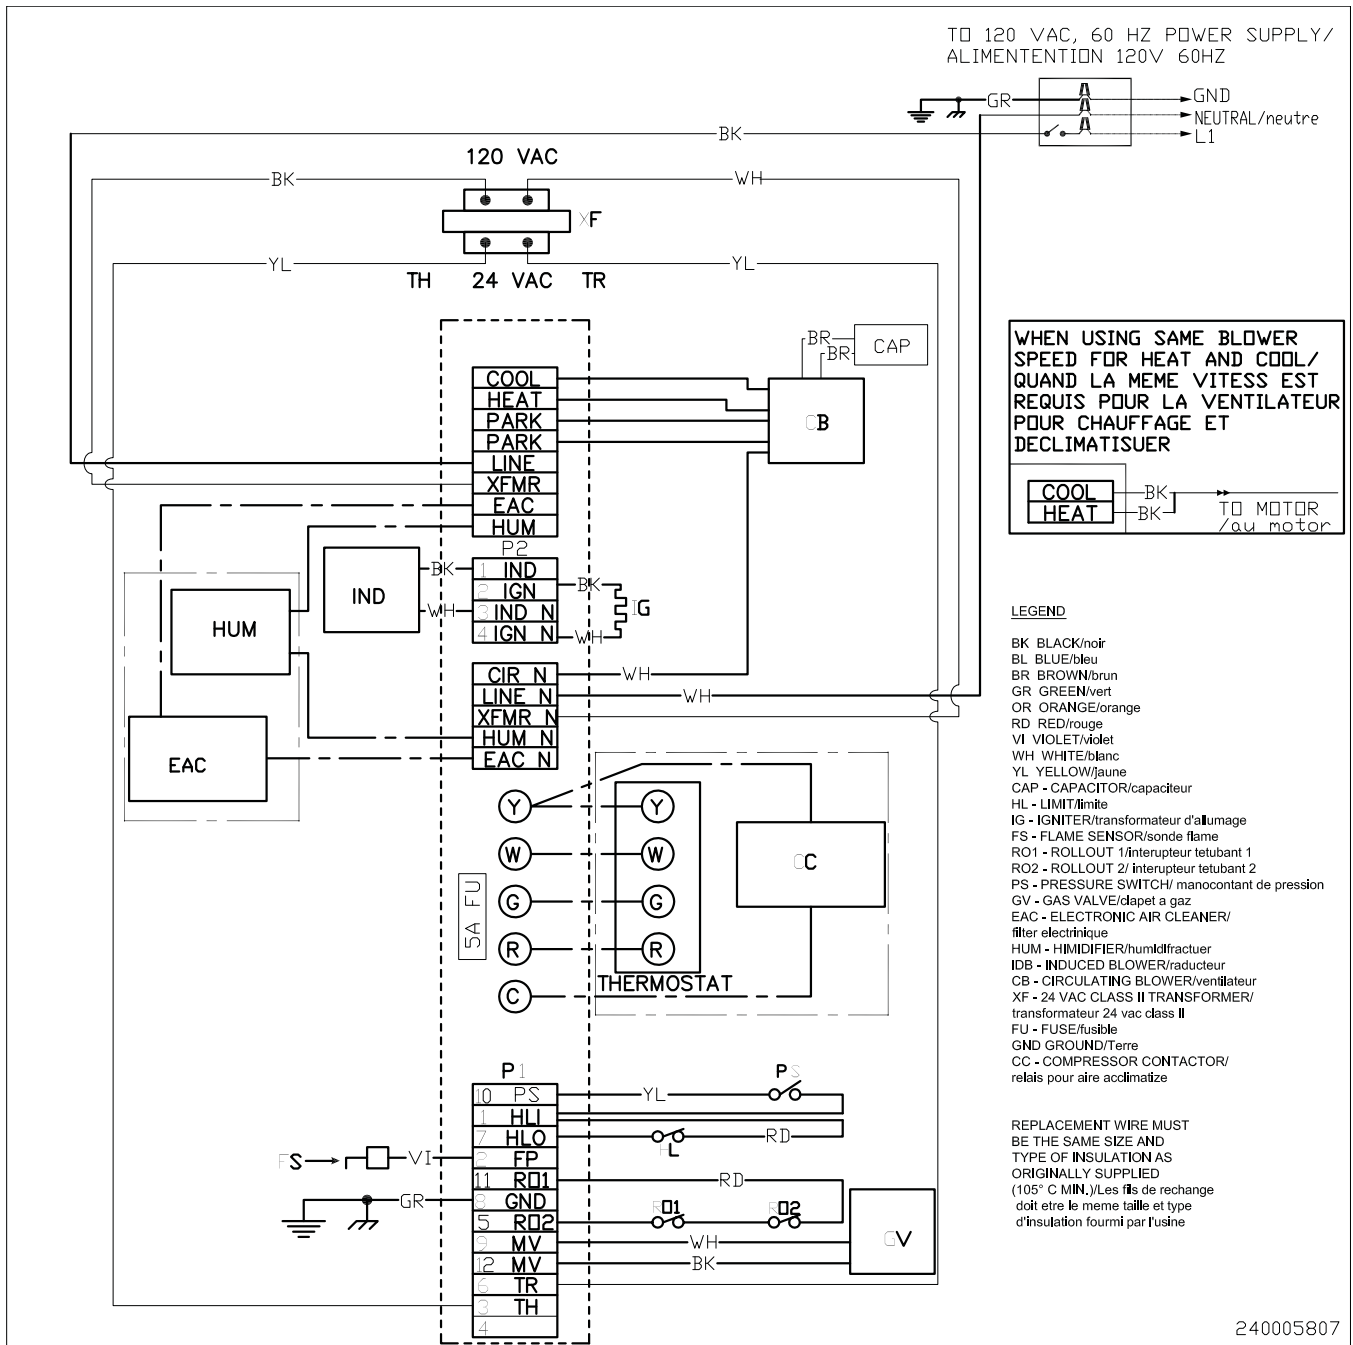 TO 120 VAC, 60 HZ POWER SUPPLY/
ALIMENTENTION 120V 60HZ
GR
GND
NEUTRAL/neutre
L1
BK
120 VAC
BK
WH
XF
YL
YL
TH 24 VAC TR
BR
BR
CAP
CB
WHEN USING SAME BLOWER
SPEED FOR HEAT AND COOL/
QUAND LA MEME VITESS EST
REQUIS POUR LA VENTILATEUR
POUR CHAUFFAGE ET
DECLIMATISUER
COOL
HEAT
BK
BK
TO MOTOR
/au motor
COOL
HEAT
PARK
PARK
LINE
XFMR
EAC
HUM
P2
1 IND
2 IGN
3 IND N
4 IGN N
BK
WH
IND
BK
WH
IG
HUM
EAC
CIR N
LINE N
XFMR N
HUM N
EAC N
WH
WH
Y
W
G
R
C
5A FU
Y
W
G
R
THERMOSTAT
CC
P1
10 PS
1 HLI
7 HLO
2 FP
11 RO1
8 GND
5 RO2
9 MV
12 MV
6 TR
3 TH
4
YL
PS
HL
RD
FS
VI
GR
RD
RO1
RO2
WH
BK
GV
LEGEND
BK BLACK/noir
BL BLUE/bleu
BR BROWN/brun
GR GREEN/vert
OR ORANGE/orange
RD RED/rouge
VI VIOLET/violet
WH WHITE/blanc
YL YELLOW/jaune
CAP - CAPACITOR/capaciteur
HL - LIMIT/limite
IG - IGNITER/transformateur d'allumage
FS - FLAME SENSOR/sonde flame
RO1 - ROLLOUT 1/interupteur tetubant 1
RO2 - ROLLOUT 2/ interupteur tetubant 2
PS - PRESSURE SWITCH/ manocontant de pression
GV - GAS VALVE/clapet a gaz
EAC - ELECTRONIC AIR CLEANER/
filter electrinique
HUM - HIMIDIFIER/humidifractuer
IDB - INDUCED BLOWER/raducteur
CB - CIRCULATING BLOWER/ventilateur
XF - 24 VAC CLASS II TRANSFORMER/
transformateur 24 vac class II
FU - FUSE/fusible
GND GROUND/Terre
CC - COMPRESSOR CONTACTOR/
relais pour aire acclimatize
REPLACEMENT WIRE MUST
BE THE SAME SIZE AND
TYPE OF INSULATION AS
ORIGINALLY SUPPLIED
(105° C MIN.)/Les fils de rechange
doit etre le meme taille et type
d'insulation fourmi par l'usine
240005807